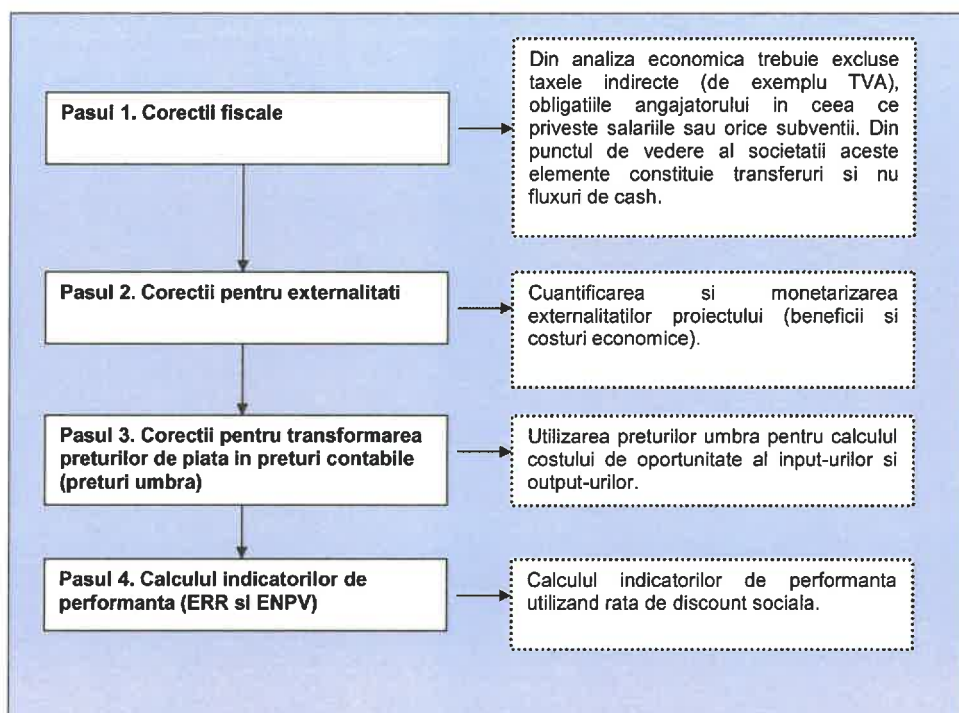 Pasul 1. Corectii fiscale
Din analiza economica trebuie excluse
taxele indirecte (de exemplu TVA),
obligatiile angajatorului in ceea ce
priveste salariile sau orice subventii. Din
punctul de vedere al societatii aceste
elemente constituie transferuri si nu
fluxuri de cash.
Pasul 2. Corectii pentru externalitati
Cuantificarea si monetarizarea
externalitatilor proiectului (beneficii si
costuri economice).
Pasul 3. Corectii pentru transformarea
preturilor de plata in preturi contabile
(preturi umbra)
Utilizarea preturilor umbra pentru calculul
costului de oportunitate al input-urilor si
output-urilor.
Pasul 4. Calculul indicatorilor de
performanta (ERR si ENPV)
Calculul indicatorilor de performanta
utilizand rata de discount sociala.